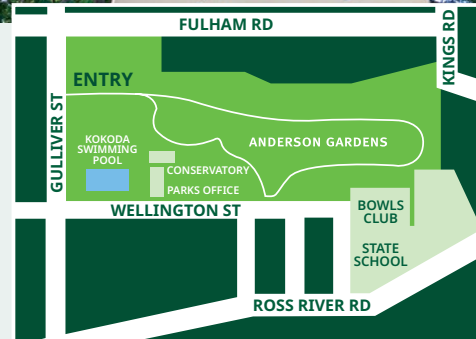 FULHAM RD
KINGS RD
ENTRY
GULLIVER ST
KOKODA
SWIMMING
POOL
ANDERSON GARDENS
CONSERVATORY
PARKS OFFICE
WELLINGTON ST
BOWLS
CLUB
STATE
SCHOOL
ROSS RIVER RD